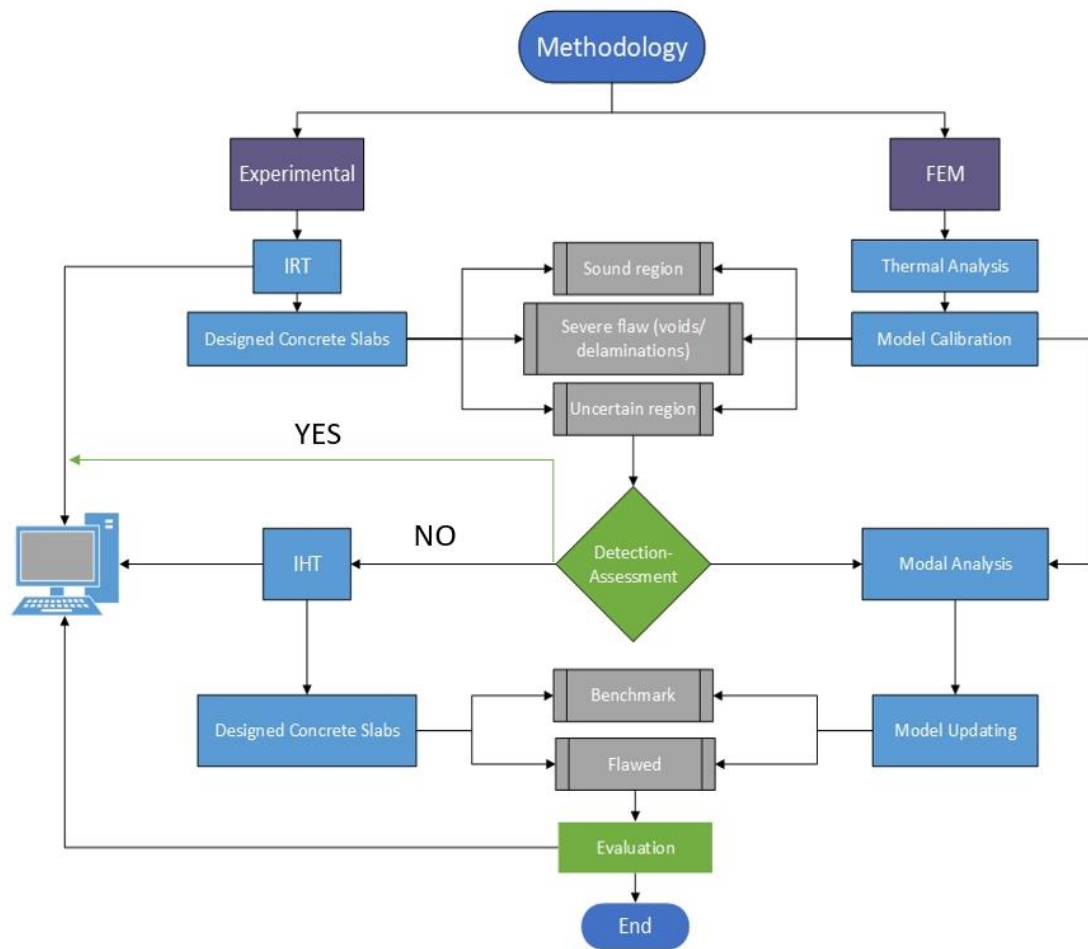 Methodology
Experimental
FEM
IRT
Sound region
Thermal Analysis
Designed Concrete Slabs
Severe flaw (voids/
delaminations)
Model Calibration
Uncertain region
YES
NO
IHT
Detection-
Assessment
Modal Analysis
Designed Concrete Slabs
Benchmark
Model Updating
Flawed
Evaluation
End